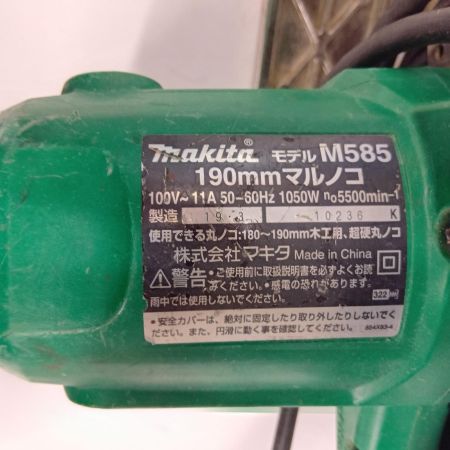 makita® モデル M585
190mmマルノコ
100V~11A 50-60Hz 1050W n₀5500min-1
製造 19.3 10236 K
使用できる丸ノコ:180~190mm木工用、超硬丸ノコ
株式会社マキタ Made in China
⚠警告 •ご使用前に取扱説明書を必ずよくお読
みください。•感電の恐れがあります。
雨中では使用しないでください。 322
•安全カバーは、絶対に固定したり取り外したりしないでく
ださい。また、円滑に動く事を確認してください。